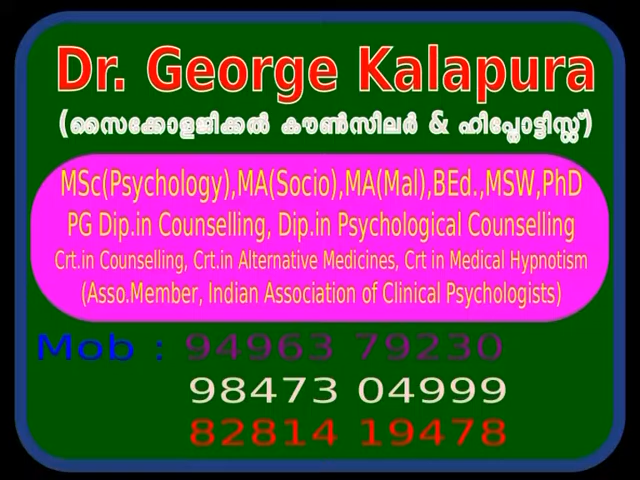 Dr. George Kalapura
(സൈക്കോളജിക്കൽ കൗൺസിലർ & ഹിപ്നോട്ടിസ്റ്റ്)
MSc(Psychology),MA(Socio),MA(Mal),BEd.,MSW,PhD
PG Dip.in Counselling, Dip.in Psychological Counselling
Crt.in Counselling, Crt.in Alternative Medicines, Crt in Medical Hypnotism
(Asso.Member, Indian Association of Clinical Psychologists)
Mob : 94963 79230
98473 04999
82814 19478